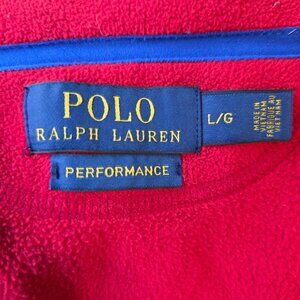 POLO
RALPH LAUREN
L/G
MADE IN
VIETNAM
FABRIQUÉ AU
VIETNAM
PERFORMANCE